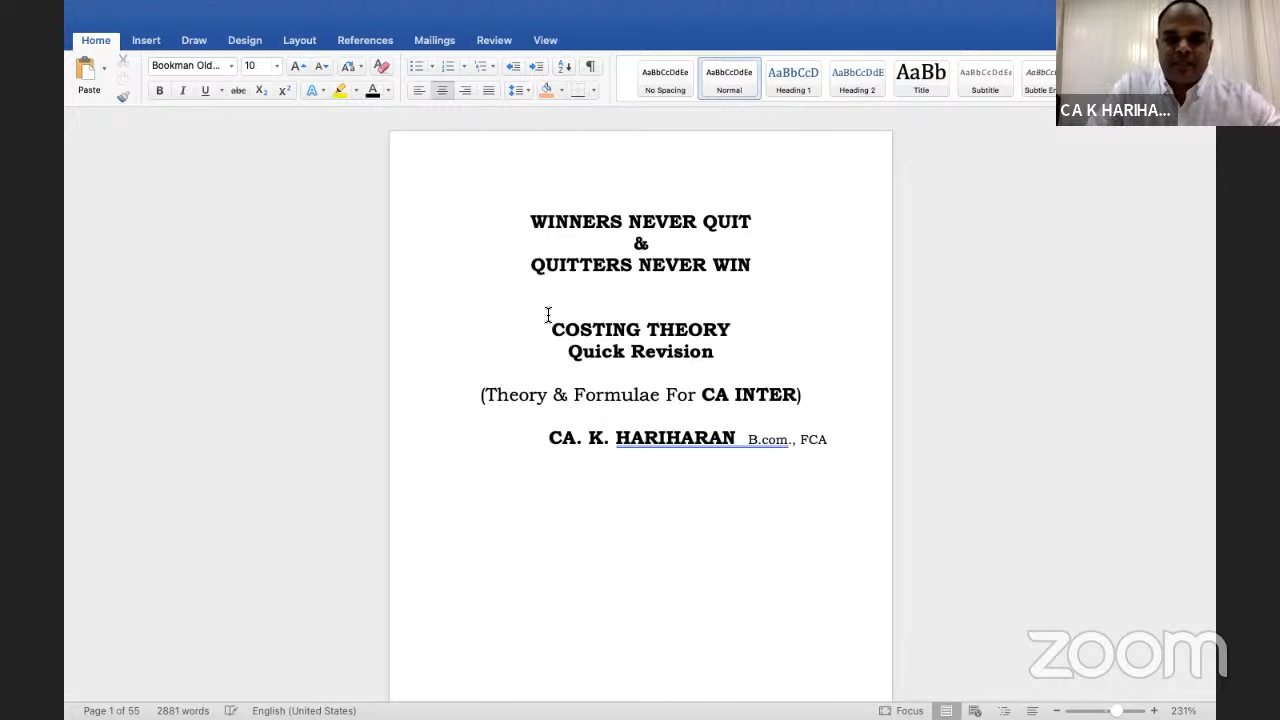 Home Insert Draw Design Layout References Mailings Review View
Paste
Bookman Old... 10
AaBbCcDdEe AaBbCcDdEe AaBbCcD AaBbCcDdE AaBb AaBbCcDdEe
No Spacing Normal Heading 1 Heading 2 Title Subtitle Subtle En
C A K HARIHA...
WINNERS NEVER QUIT
&
QUITTERS NEVER WIN
COSTING THEORY
Quick Revision
(Theory & Formulae For CA INTER)
CA. K. HARIHARAN B.com., FCA
zoom
Page 1 of 55 2881 words English (United States) Focus 231%